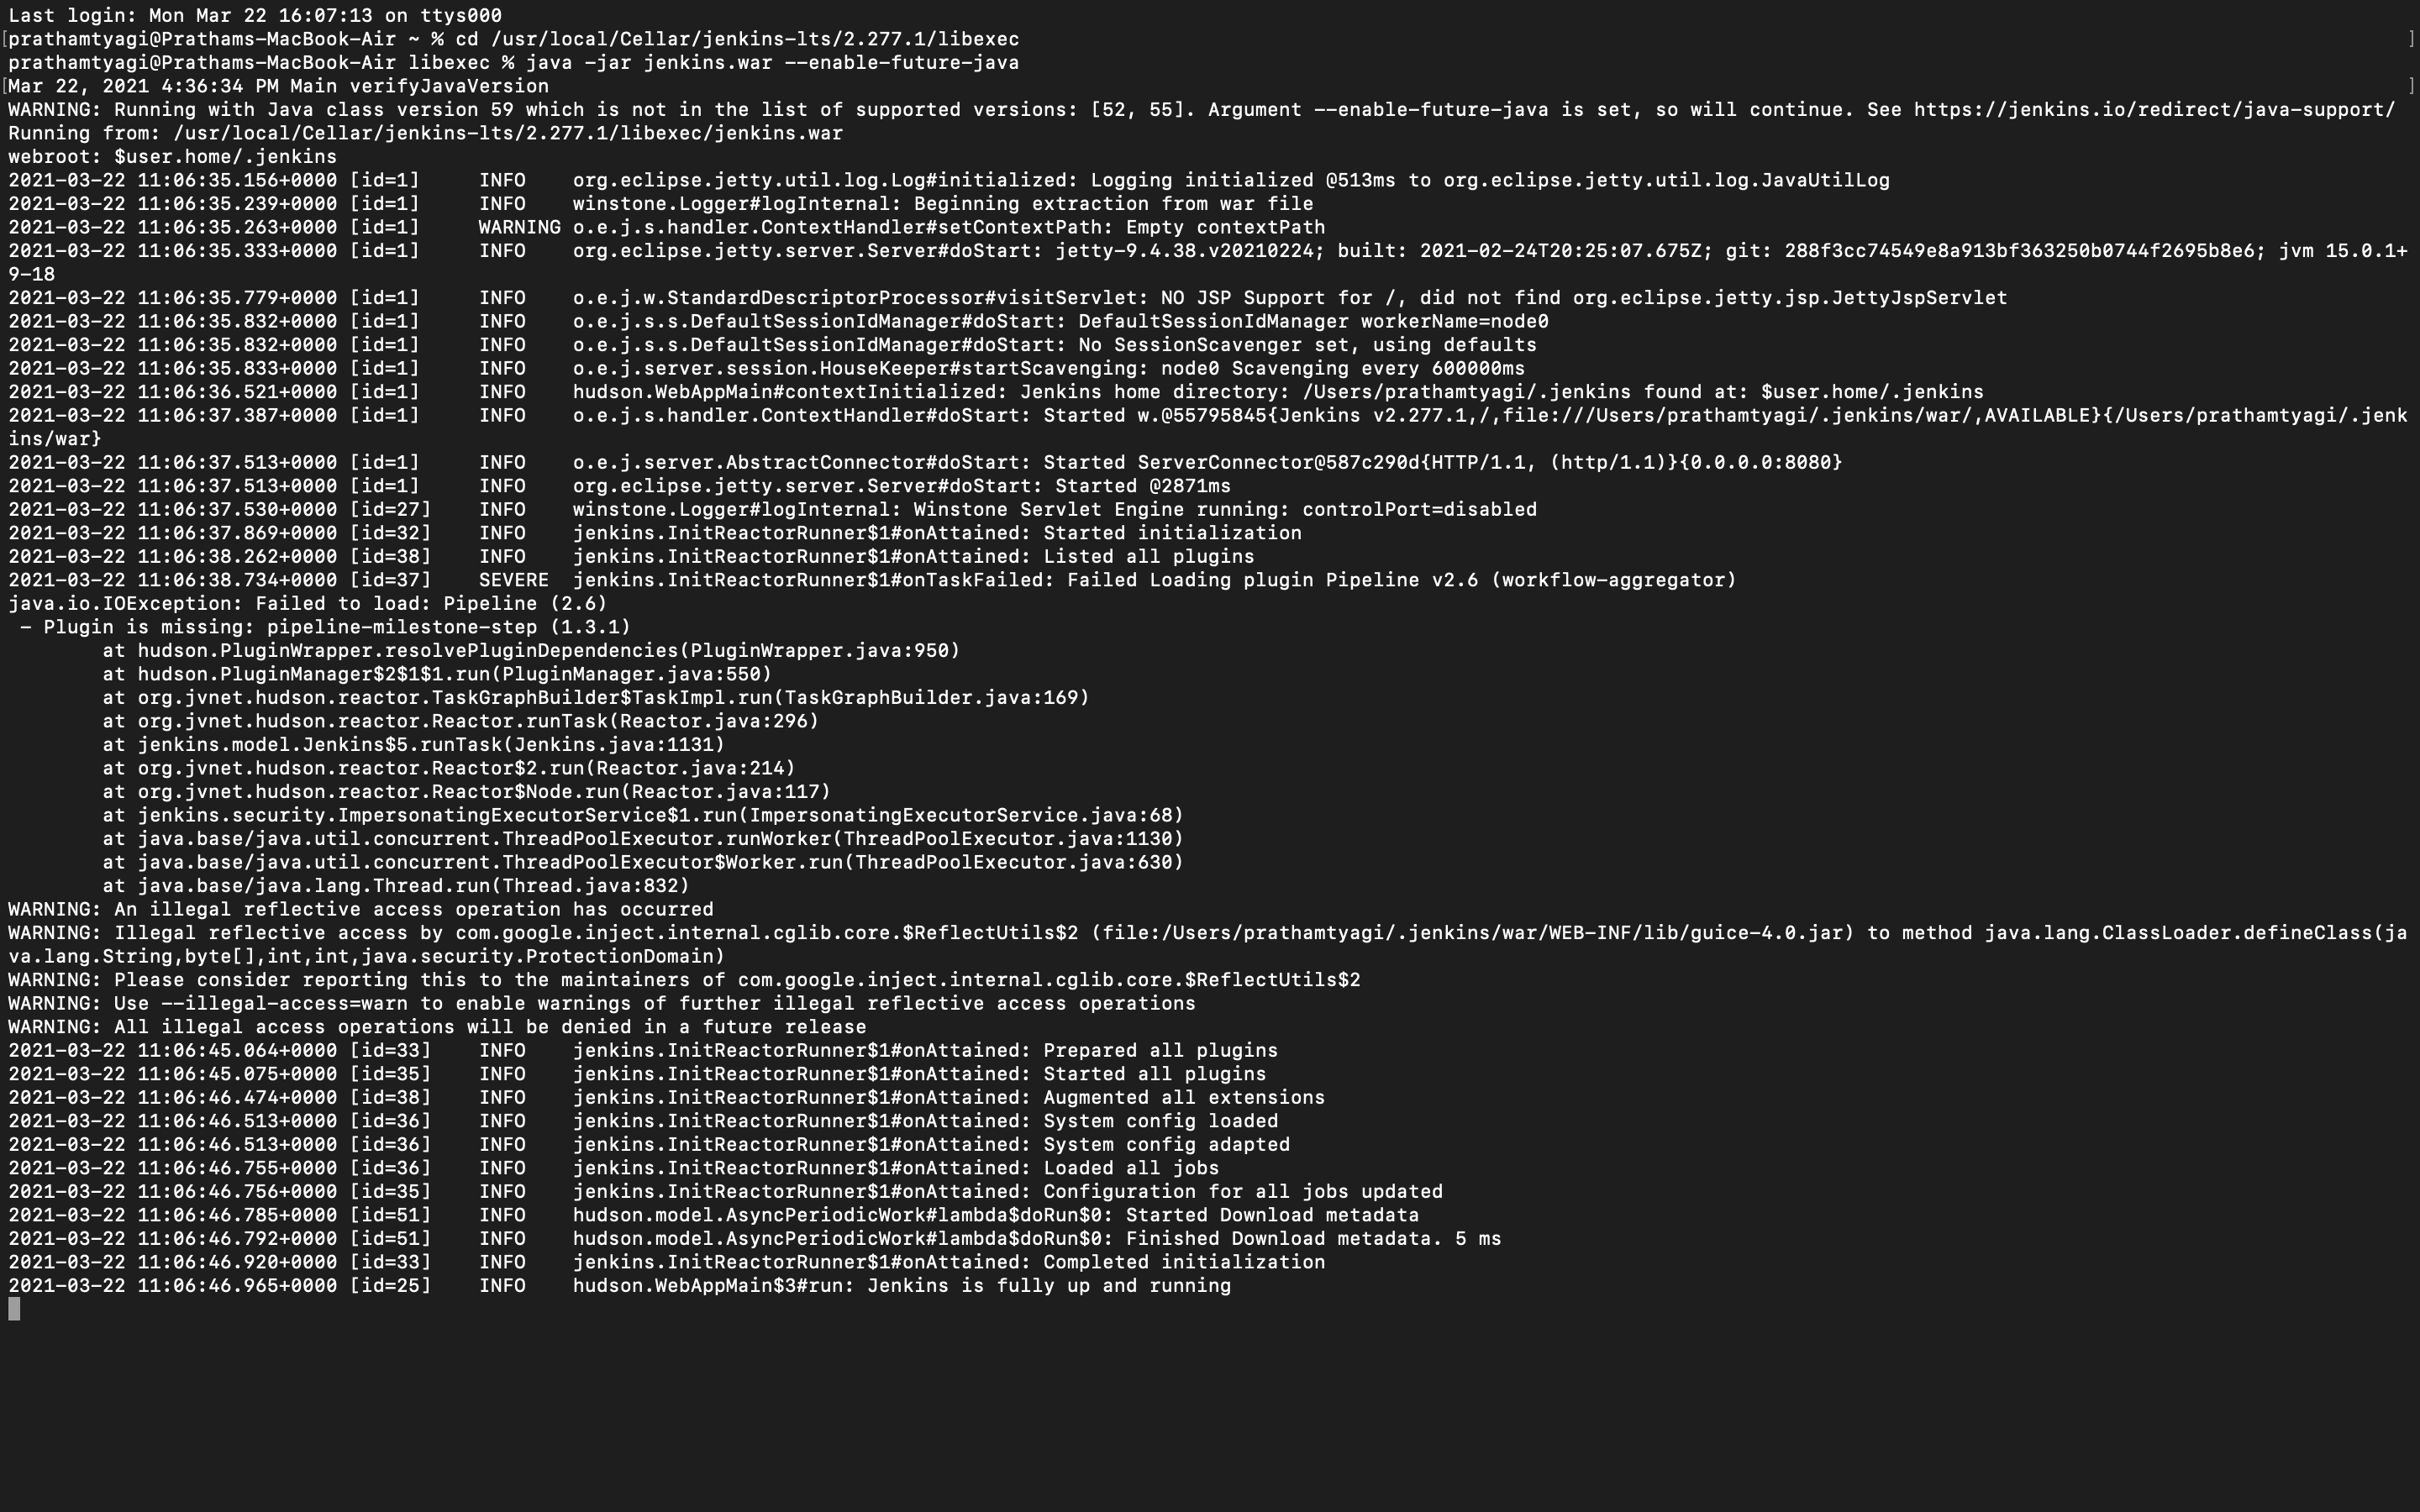 Last login: Mon Mar 22 16:07:13 on ttys000
[prathamtyagi@Prathams-MacBook-Air ~ % cd /usr/local/Cellar/jenkins-lts/2.277.1/libexec ]
prathamtyagi@Prathams-MacBook-Air libexec % java -jar jenkins.war --enable-future-java
[Mar 22, 2021 4:36:34 PM Main verifyJavaVersion ]
WARNING: Running with Java class version 59 which is not in the list of supported versions: [52, 55]. Argument --enable-future-java is set, so will continue. See https://jenkins.io/redirect/java-support/
Running from: /usr/local/Cellar/jenkins-lts/2.277.1/libexec/jenkins.war
webroot: $user.home/.jenkins
2021-03-22 11:06:35.156+0000 [id=1]     INFO    org.eclipse.jetty.util.log.Log#initialized: Logging initialized @513ms to org.eclipse.jetty.util.log.JavaUtilLog
2021-03-22 11:06:35.239+0000 [id=1]     INFO    winstone.Logger#logInternal: Beginning extraction from war file
2021-03-22 11:06:35.263+0000 [id=1]     WARNING o.e.j.s.handler.ContextHandler#setContextPath: Empty contextPath
2021-03-22 11:06:35.333+0000 [id=1]     INFO    org.eclipse.jetty.server.Server#doStart: jetty-9.4.38.v20210224; built: 2021-02-24T20:25:07.675Z; git: 288f3cc74549e8a913bf363250b0744f2695b8e6; jvm 15.0.1+
9-18
2021-03-22 11:06:35.779+0000 [id=1]     INFO    o.e.j.w.StandardDescriptorProcessor#visitServlet: NO JSP Support for /, did not find org.eclipse.jetty.jsp.JettyJspServlet
2021-03-22 11:06:35.832+0000 [id=1]     INFO    o.e.j.s.s.DefaultSessionIdManager#doStart: DefaultSessionIdManager workerName=node0
2021-03-22 11:06:35.832+0000 [id=1]     INFO    o.e.j.s.s.DefaultSessionIdManager#doStart: No SessionScavenger set, using defaults
2021-03-22 11:06:35.833+0000 [id=1]     INFO    o.e.j.server.session.HouseKeeper#startScavenging: node0 Scavenging every 600000ms
2021-03-22 11:06:36.521+0000 [id=1]     INFO    hudson.WebAppMain#contextInitialized: Jenkins home directory: /Users/prathamtyagi/.jenkins found at: $user.home/.jenkins
2021-03-22 11:06:37.387+0000 [id=1]     INFO    o.e.j.s.handler.ContextHandler#doStart: Started w.@55795845{Jenkins v2.277.1,/,file:///Users/prathamtyagi/.jenkins/war/,AVAILABLE}{/Users/prathamtyagi/.jenk
ins/war}
2021-03-22 11:06:37.513+0000 [id=1]     INFO    o.e.j.server.AbstractConnector#doStart: Started ServerConnector@587c290d{HTTP/1.1, (http/1.1)}{0.0.0.0:8080}
2021-03-22 11:06:37.513+0000 [id=1]     INFO    org.eclipse.jetty.server.Server#doStart: Started @2871ms
2021-03-22 11:06:37.530+0000 [id=27]    INFO    winstone.Logger#logInternal: Winstone Servlet Engine running: controlPort=disabled
2021-03-22 11:06:37.869+0000 [id=32]    INFO    jenkins.InitReactorRunner$1#onAttained: Started initialization
2021-03-22 11:06:38.262+0000 [id=38]    INFO    jenkins.InitReactorRunner$1#onAttained: Listed all plugins
2021-03-22 11:06:38.734+0000 [id=37]    SEVERE  jenkins.InitReactorRunner$1#onTaskFailed: Failed Loading plugin Pipeline v2.6 (workflow-aggregator)
java.io.IOException: Failed to load: Pipeline (2.6)
 - Plugin is missing: pipeline-milestone-step (1.3.1)
        at hudson.PluginWrapper.resolvePluginDependencies(PluginWrapper.java:950)
        at hudson.PluginManager$2$1$1.run(PluginManager.java:550)
        at org.jvnet.hudson.reactor.TaskGraphBuilder$TaskImpl.run(TaskGraphBuilder.java:169)
        at org.jvnet.hudson.reactor.Reactor.runTask(Reactor.java:296)
        at jenkins.model.Jenkins$5.runTask(Jenkins.java:1131)
        at org.jvnet.hudson.reactor.Reactor$2.run(Reactor.java:214)
        at org.jvnet.hudson.reactor.Reactor$Node.run(Reactor.java:117)
        at jenkins.security.ImpersonatingExecutorService$1.run(ImpersonatingExecutorService.java:68)
        at java.base/java.util.concurrent.ThreadPoolExecutor.runWorker(ThreadPoolExecutor.java:1130)
        at java.base/java.util.concurrent.ThreadPoolExecutor$Worker.run(ThreadPoolExecutor.java:630)
        at java.base/java.lang.Thread.run(Thread.java:832)
WARNING: An illegal reflective access operation has occurred
WARNING: Illegal reflective access by com.google.inject.internal.cglib.core.$ReflectUtils$2 (file:/Users/prathamtyagi/.jenkins/war/WEB-INF/lib/guice-4.0.jar) to method java.lang.ClassLoader.defineClass(ja
va.lang.String,byte[],int,int,java.security.ProtectionDomain)
WARNING: Please consider reporting this to the maintainers of com.google.inject.internal.cglib.core.$ReflectUtils$2
WARNING: Use --illegal-access=warn to enable warnings of further illegal reflective access operations
WARNING: All illegal access operations will be denied in a future release
2021-03-22 11:06:45.064+0000 [id=33]    INFO    jenkins.InitReactorRunner$1#onAttained: Prepared all plugins
2021-03-22 11:06:45.075+0000 [id=35]    INFO    jenkins.InitReactorRunner$1#onAttained: Started all plugins
2021-03-22 11:06:46.474+0000 [id=38]    INFO    jenkins.InitReactorRunner$1#onAttained: Augmented all extensions
2021-03-22 11:06:46.513+0000 [id=36]    INFO    jenkins.InitReactorRunner$1#onAttained: System config loaded
2021-03-22 11:06:46.513+0000 [id=36]    INFO    jenkins.InitReactorRunner$1#onAttained: System config adapted
2021-03-22 11:06:46.755+0000 [id=36]    INFO    jenkins.InitReactorRunner$1#onAttained: Loaded all jobs
2021-03-22 11:06:46.756+0000 [id=35]    INFO    jenkins.InitReactorRunner$1#onAttained: Configuration for all jobs updated
2021-03-22 11:06:46.785+0000 [id=51]    INFO    hudson.model.AsyncPeriodicWork#lambda$doRun$0: Started Download metadata
2021-03-22 11:06:46.792+0000 [id=51]    INFO    hudson.model.AsyncPeriodicWork#lambda$doRun$0: Finished Download metadata. 5 ms
2021-03-22 11:06:46.920+0000 [id=33]    INFO    jenkins.InitReactorRunner$1#onAttained: Completed initialization
2021-03-22 11:06:46.965+0000 [id=25]    INFO    hudson.WebAppMain$3#run: Jenkins is fully up and running